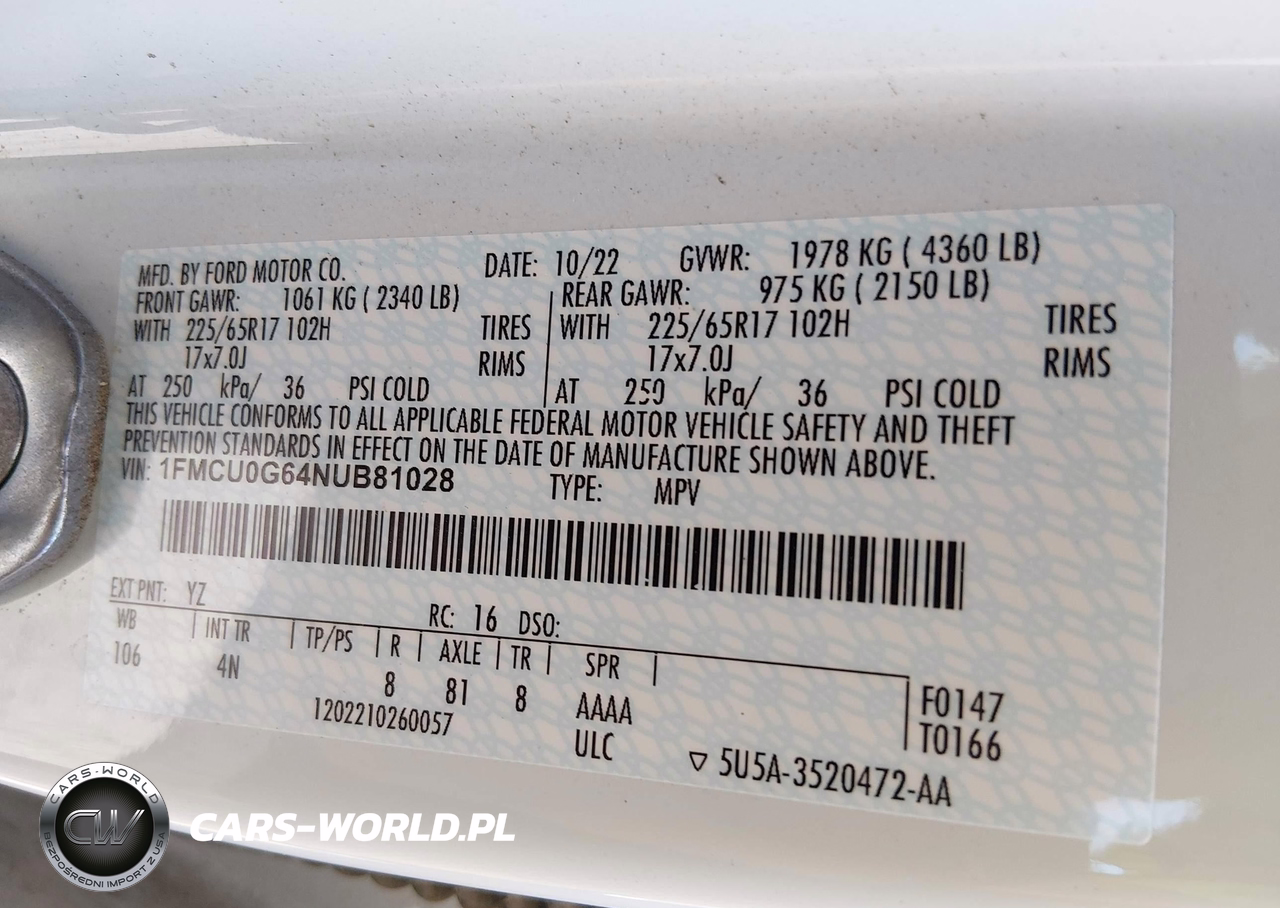 MFD. BY FORD MOTOR CO. DATE: 10/22 GVWR: 1978 KG ( 4360 LB)
FRONT GAWR: 1061 KG ( 2340 LB) REAR GAWR: 975 KG ( 2150 LB)
WITH 225/65R17 102H TIRES WITH 225/65R17 102H TIRES
17x7.0J RIMS 17x7.0J RIMS
AT 250 kPa/ 36 PSI COLD AT 250 kPa/ 36 PSI COLD
THIS VEHICLE CONFORMS TO ALL APPLICABLE FEDERAL MOTOR VEHICLE SAFETY AND THEFT
PREVENTION STANDARDS IN EFFECT ON THE DATE OF MANUFACTURE SHOWN ABOVE.
VIN: 1FMCU0G64NUB81028 TYPE: MPV
EXT PNT: YZ RC: 16 DSO:
WB INT TR TP/PS R AXLE TR SPR
106 4N 8 81 8 AAAA F0147
1202210260057 ULC T0166
▽ 5U5A-3520472-AA
CARS-WORLD
CW
BEZPOŚREDNI IMPORT Z USA
CARS-WORLD.PL